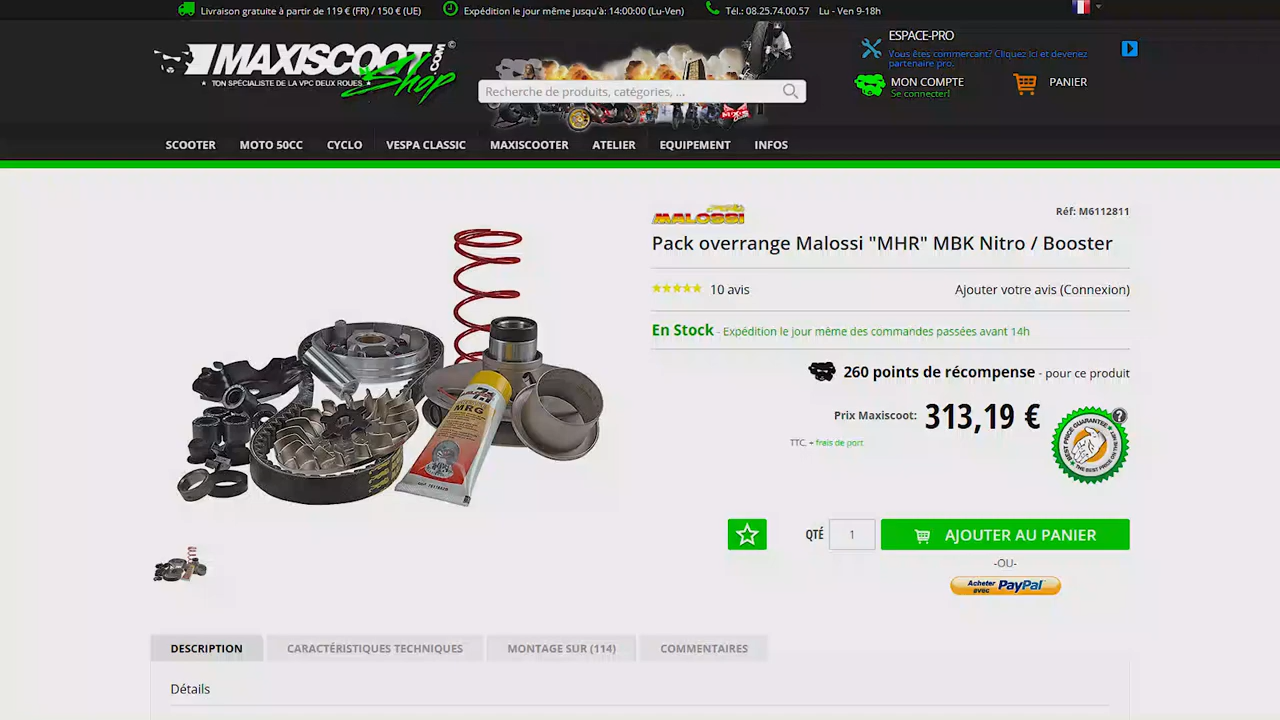 Livraison gratuite à partir de 119 € (FR) / 150 € (UE)
Expédition le jour même jusqu'à: 14:00:00 (Lu-Ven)
Tél.: 08.25.74.00.57 Lu - Ven 9-18h
MAXISCOOT.COM©
Shop
★ TON SPÉCIALISTE DE LA VPC DEUX ROUES ★
Recherche de produits, catégories, ...
ESPACE-PRO
Vous êtes commerçant? Cliquez ici et devenez
partenaire pro.
MON COMPTE
Se connecter!
PANIER
SCOOTER MOTO 50CC CYCLO VESPA CLASSIC MAXISCOOTER ATELIER EQUIPEMENT INFOS
MALOSSI
Réf: M6112811
Pack overrange Malossi "MHR" MBK Nitro / Booster
10 avis
Ajouter votre avis (Connexion)
En Stock - Expédition le jour même des commandes passées avant 14h
260 points de récompense - pour ce produit
Prix Maxiscoot: 313,19 €
TTC, + frais de port
BEST PRICE GUARANTEE
?
MRG
QTÉ 1
AJOUTER AU PANIER
-OU-
Acheter avec PayPal
DESCRIPTION CARACTÉRISTIQUES TECHNIQUES MONTAGE SUR (114) COMMENTAIRES
Détails